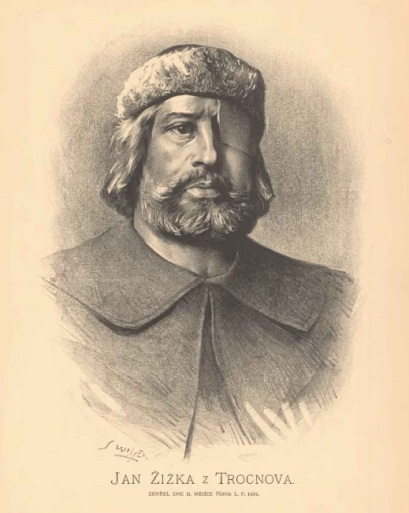 JAN ŽIŽKA Z TROCNOVA.
ZEMŘEL DNE 11. MĚSÍCE ŘÍJNA L. P. 1424.